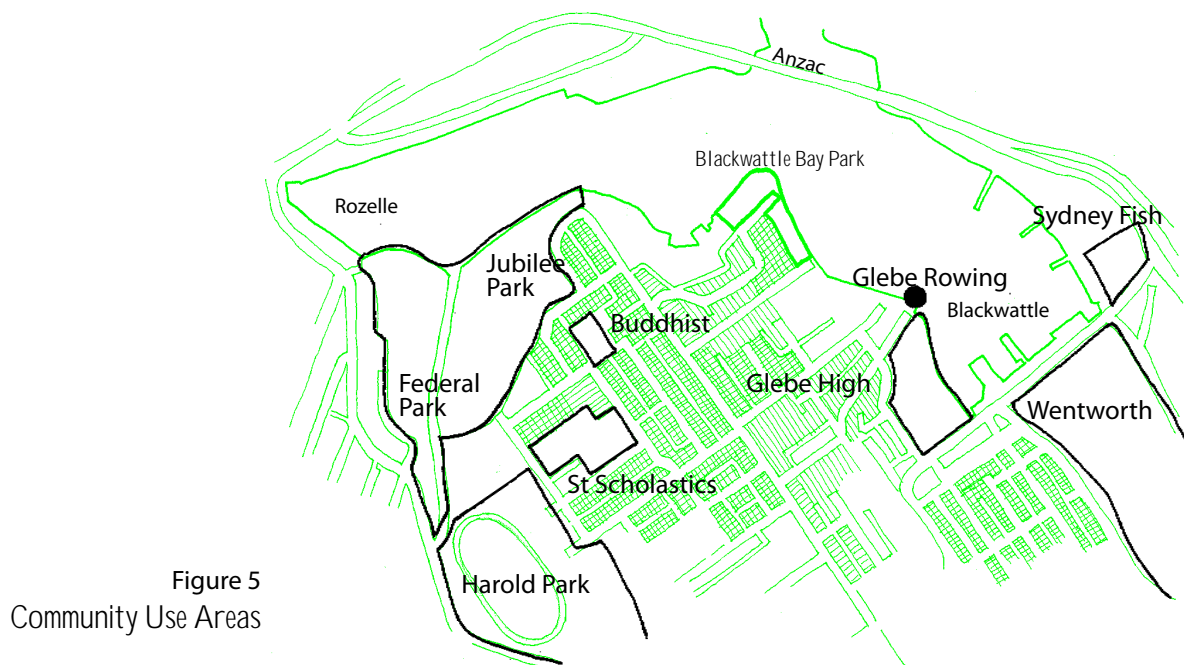 Anzac
Blackwattle Bay Park
Rozelle
Sydney Fish
Jubilee
Park
Glebe Rowing
Blackwattle
Buddhist
Federal
Park
Glebe High
Wentworth
St Scholastics
Harold Park
Figure 5
Community Use Areas